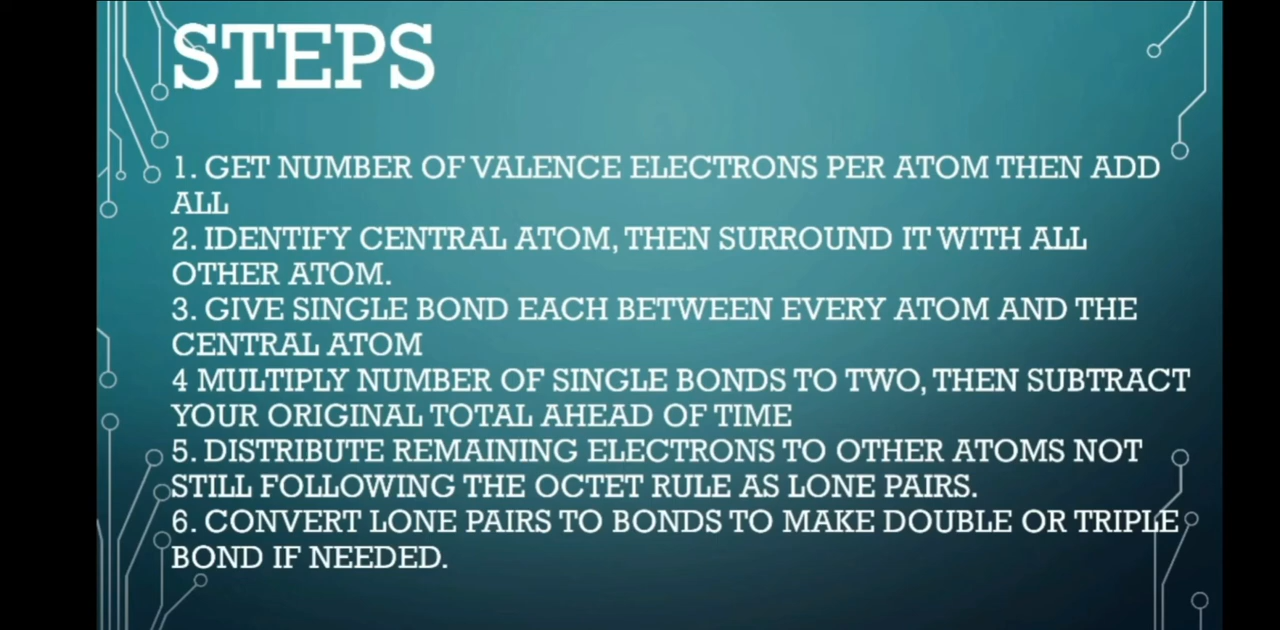 STEPS
1. GET NUMBER OF VALENCE ELECTRONS PER ATOM THEN ADD
ALL
2. IDENTIFY CENTRAL ATOM, THEN SURROUND IT WITH ALL
OTHER ATOM.
3. GIVE SINGLE BOND EACH BETWEEN EVERY ATOM AND THE
CENTRAL ATOM
4 MULTIPLY NUMBER OF SINGLE BONDS TO TWO, THEN SUBTRACT
YOUR ORIGINAL TOTAL AHEAD OF TIME
5. DISTRIBUTE REMAINING ELECTRONS TO OTHER ATOMS NOT
STILL FOLLOWING THE OCTET RULE AS LONE PAIRS.
6. CONVERT LONE PAIRS TO BONDS TO MAKE DOUBLE OR TRIPLE
BOND IF NEEDED.